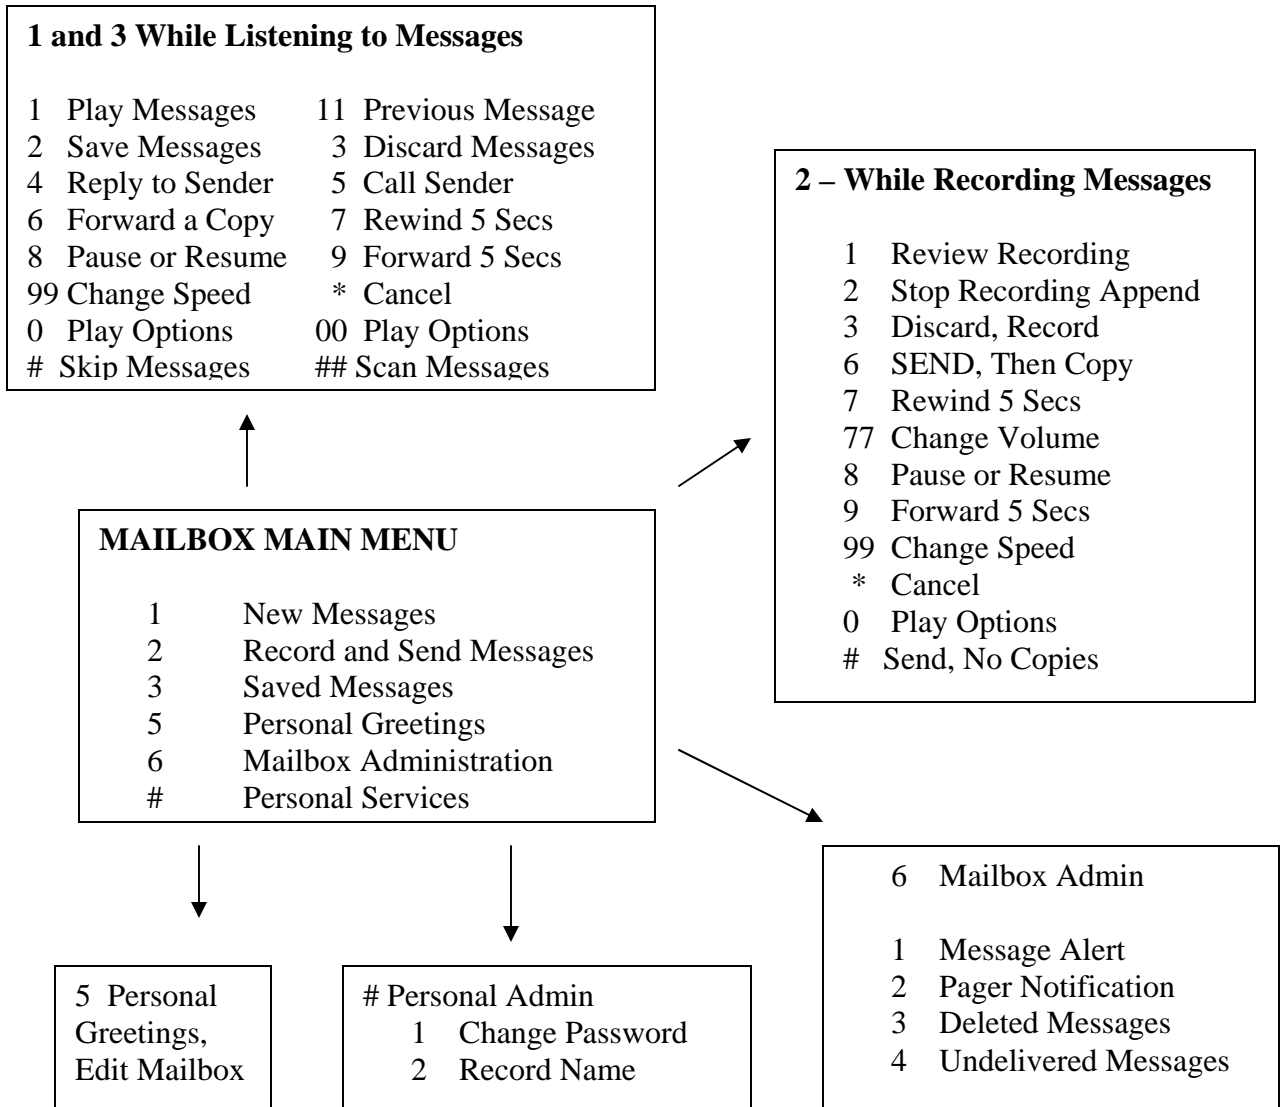 1 and 3 While Listening to Messages
1 Play Messages 11 Previous Message
2 Save Messages 3 Discard Messages
4 Reply to Sender 5 Call Sender
6 Forward a Copy 7 Rewind 5 Secs
8 Pause or Resume 9 Forward 5 Secs
99 Change Speed * Cancel
0 Play Options 00 Play Options
# Skip Messages ## Scan Messages
2 – While Recording Messages
1 Review Recording
2 Stop Recording Append
3 Discard, Record
6 SEND, Then Copy
7 Rewind 5 Secs
77 Change Volume
8 Pause or Resume
9 Forward 5 Secs
99 Change Speed
* Cancel
0 Play Options
# Send, No Copies
MAILBOX MAIN MENU
1 New Messages
2 Record and Send Messages
3 Saved Messages
5 Personal Greetings
6 Mailbox Administration
# Personal Services
5 Personal
Greetings,
Edit Mailbox
# Personal Admin
1 Change Password
2 Record Name
6 Mailbox Admin
1 Message Alert
2 Pager Notification
3 Deleted Messages
4 Undelivered Messages